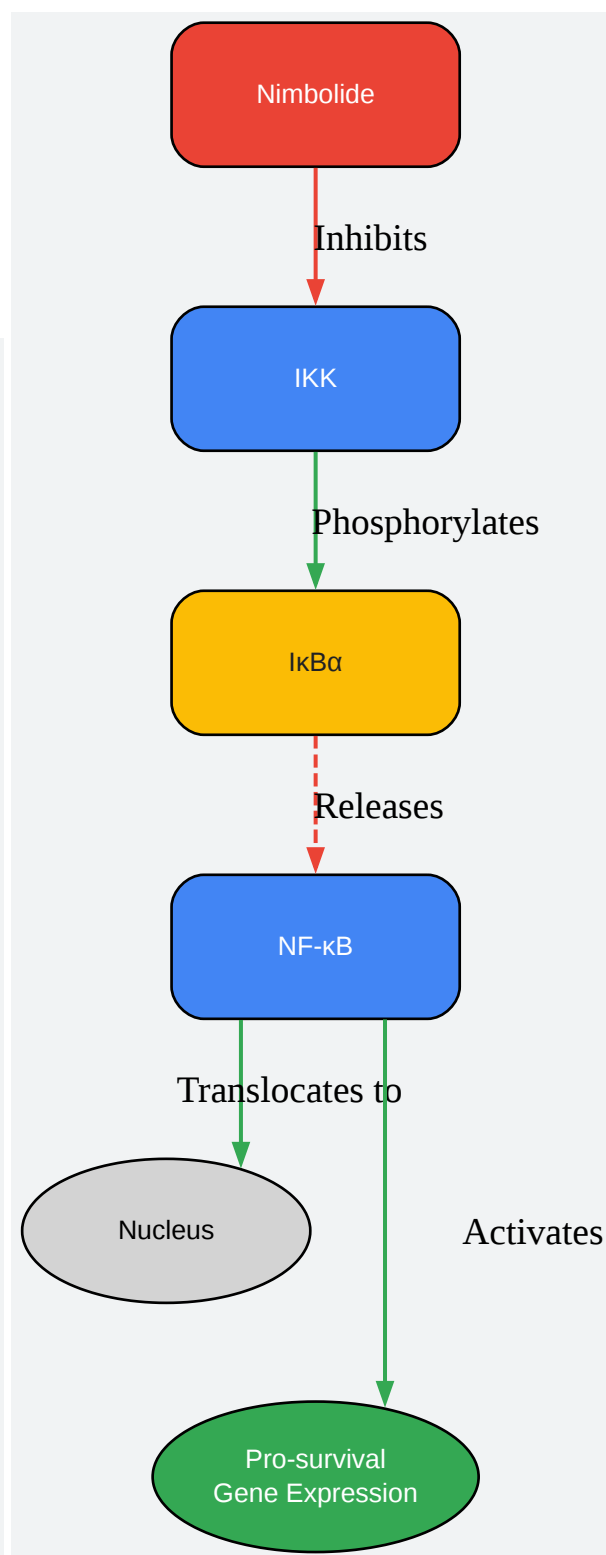 Nimbolide
Inhibits
IKK
Phosphorylates
IκBα
Releases
NF-κB
Translocates to
Nucleus
Activates
Pro-survival
Gene Expression